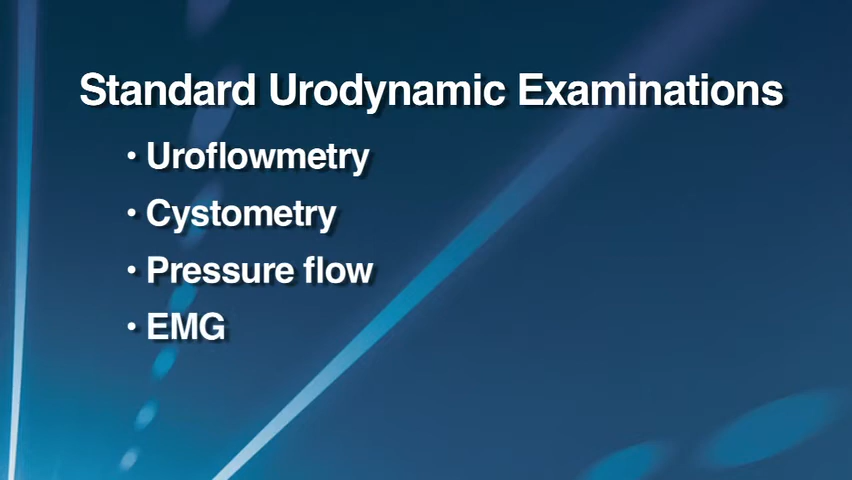 Standard Urodynamic Examinations
• Uroflowmetry
• Cystometry
• Pressure flow
• EMG